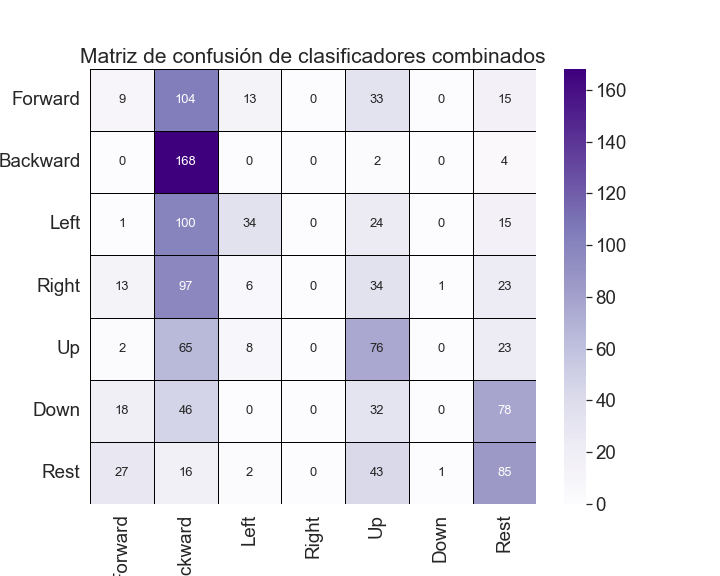 Matriz de confusión de clasificadores combinados
Forward 9 104 13 0 33 0 15
Backward 0 168 0 0 2 0 4
Left 1 100 34 0 24 0 15
Right 13 97 6 0 34 1 23
Up 2 65 8 0 76 0 23
Down 18 46 0 0 32 0 78
Rest 27 16 2 0 43 1 85
Forward
ckward
Left
Right
Up
Down
Rest
160
140
120
100
80
60
40
20
0